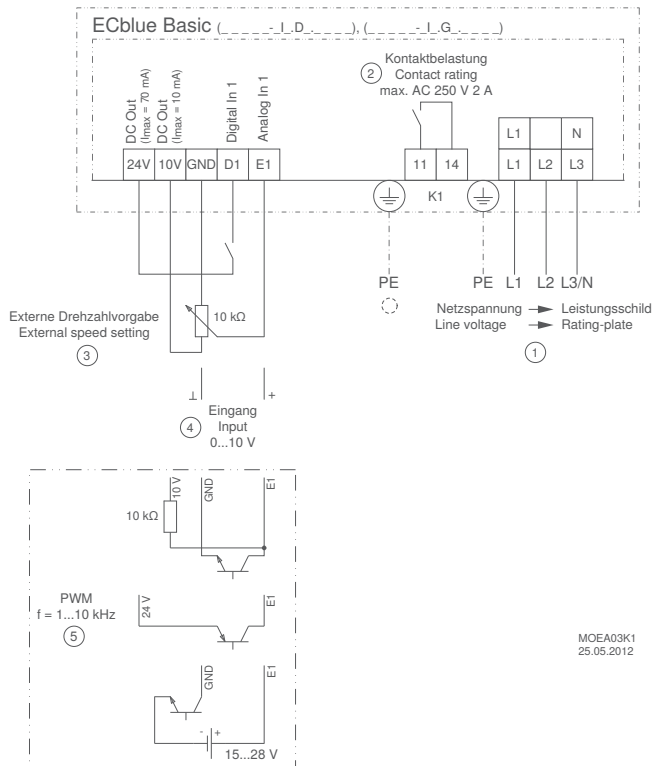 ECblue Basic (_ _ _ _ _-_I_.D_._ _ _ _), (_ _ _ _ _-_I_.G_._ _ _ _)
Kontaktbelastung
2 Contact rating
max. AC 250 V 2 A
1
DC Out
(Imax = 70 mA)
DC Out
(Imax = 10 mA)
Digital In 1
Analog In 1
L1 N
24V 10V GND D1 E1 11 14 L1 L2 L3
K1
PE PE L1 L2 L3/N
Netzspannung Leistungsschild
Line voltage Rating-plate
1
Externe Drehzahlvorgabe
External speed setting
3
10 kΩ
⊥ +
Eingang
4 Input
0...10 V
10 V
GND
E1
10 kΩ
PWM
f = 1...10 kHz
5
24 V
E1
GND
E1
- +
15...28 V
MOEA03K1
25.05.2012